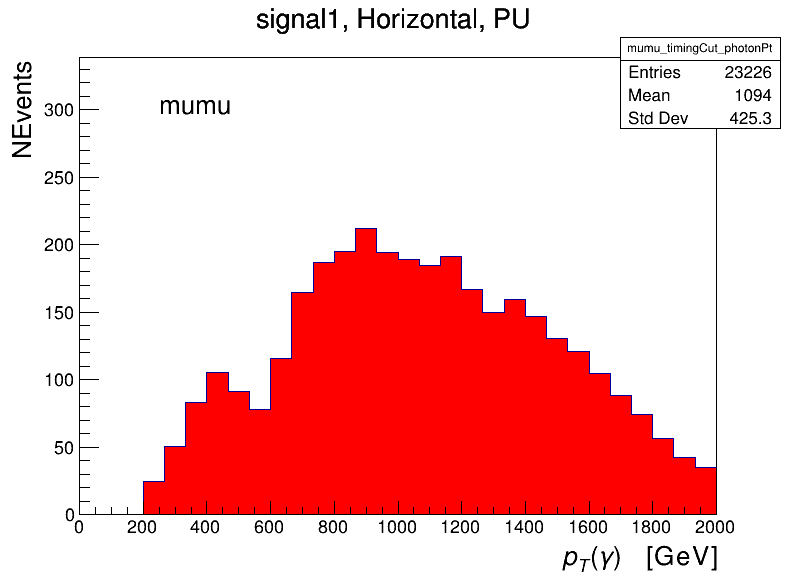 signal1, Horizontal, PU
mumu_timingCut_photonPt
Entries 23226
Mean 1094
Std Dev 425.3
NEvents
mumu
300
250
200
150
100
50
0
0 200 400 600 800 1000 1200 1400 1600 1800 2000
p_T(γ) [GeV]